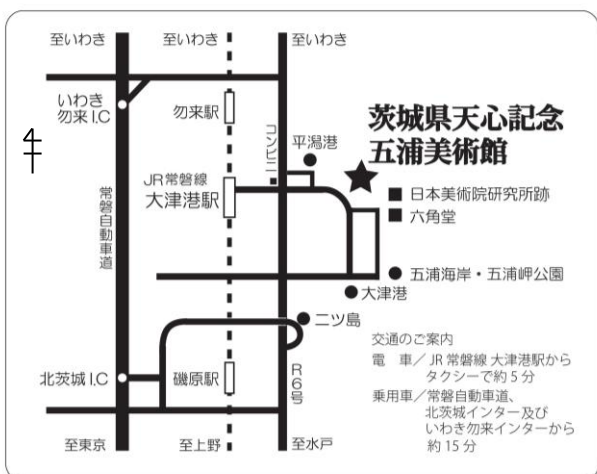 至いわき
至いわき
至いわき
いわき
勿来I.C
勿来駅
コンビニ
平潟港
茨城県天心記念
五浦美術館
JR常磐線
大津港駅
日本美術院研究所跡
六角堂
常磐自動車道
五浦海岸・五浦岬公園
大津港
二ツ島
北茨城I.C
磯原駅
R6号
交通のご案内
電 車/JR常磐線 大津港駅から
タクシーで約5分
乗用車/常磐自動車道、
北茨城インター及び
いわき勿来インターから
約15分
至東京
至上野
至水戸